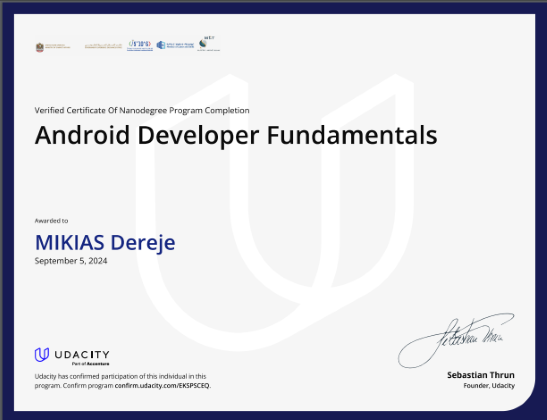 Verified Certificate Of Nanodegree Program Completion
Android Developer Fundamentals
Awarded to
MIKIAS Dereje
September 5, 2024
UDACITY
Part of Accenture
Udacity has confirmed participation of this individual in this
program. Confirm program confirm.udacity.com/EKSPSCEQ.
Sebastian Thrun
Founder, Udacity